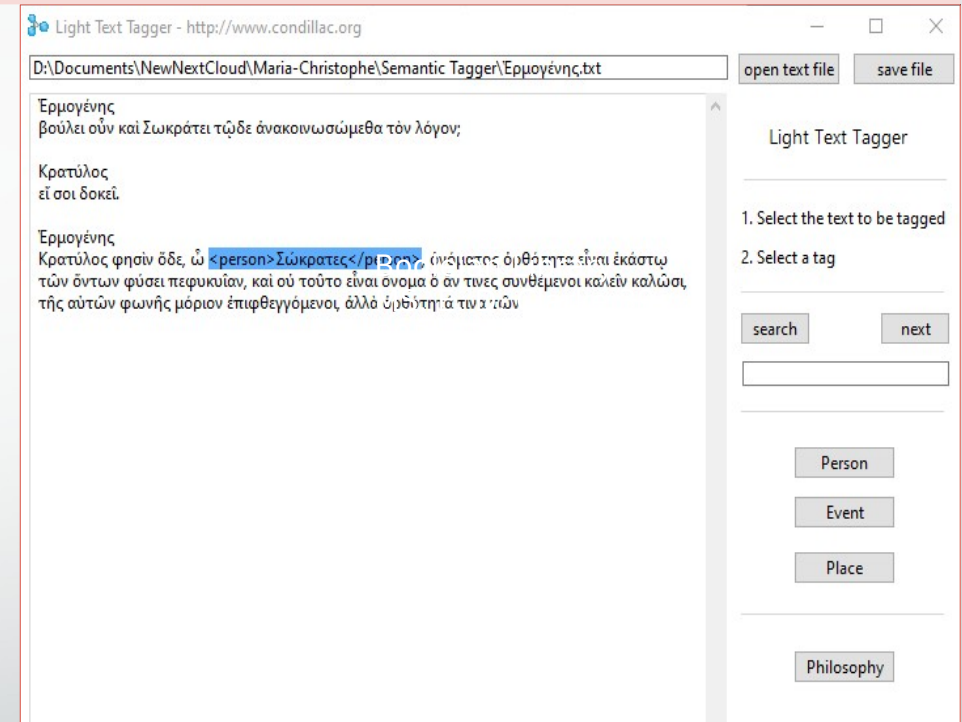 Light Text Tagger - http://www.condillac.org
D:\Documents\NewNextCloud\Maria-Christophe\Semantic Tagger\Ἑρμογένης.txt
open text file
save file
Ἑρμογένης
βούλει οὖν καὶ Σωκράτει τῷδε ἀνακοινωσώμεθα τὸν λόγον;
Κρατύλος
εἴ σοι δοκεῖ.
Ἑρμογένης
Κρατύλος φησὶν ὅδε, ὦ <person>Σώκρατες</person>, ὀνόματος ὀρθότητα εἶναι ἑκάστῳ
τῶν ὄντων φύσει πεφυκυῖαν, καὶ οὐ τοῦτο εἶναι ὄνομα ὃ ἄν τινες συνθέμενοι καλεῖν καλῶσι,
τῆς αὑτῶν φωνῆς μόριον ἐπιφθεγγόμενοι, ἀλλὰ ὀρθότητά τινα τῶν
Light Text Tagger
1. Select the text to be tagged
2. Select a tag
search
next
Person
Event
Place
Philosophy